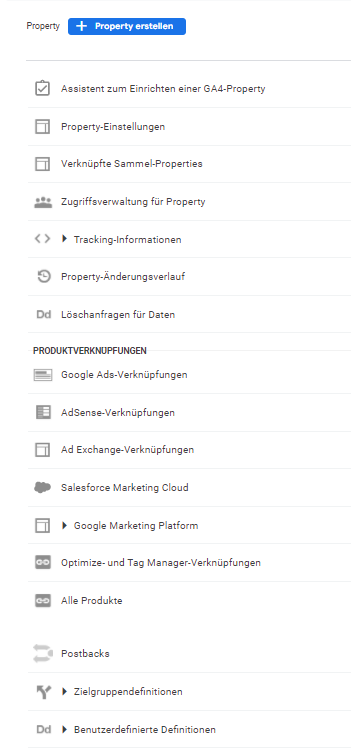 Property + Property erstellen
Assistent zum Einrichten einer GA4-Property
Property-Einstellungen
Verknüpfte Sammel-Properties
Zugriffsverwaltung für Property
Tracking-Informationen
Property-Änderungsverlauf
Dd Löschanfragen für Daten
PRODUKTVERKNÜPFUNGEN
Google Ads-Verknüpfungen
AdSense-Verknüpfungen
Ad Exchange-Verknüpfungen
Salesforce Marketing Cloud
Google Marketing Platform
Optimize- und Tag Manager-Verknüpfungen
Alle Produkte
Postbacks
Zielgruppendefinitionen
Dd Benutzerdefinierte Definitionen